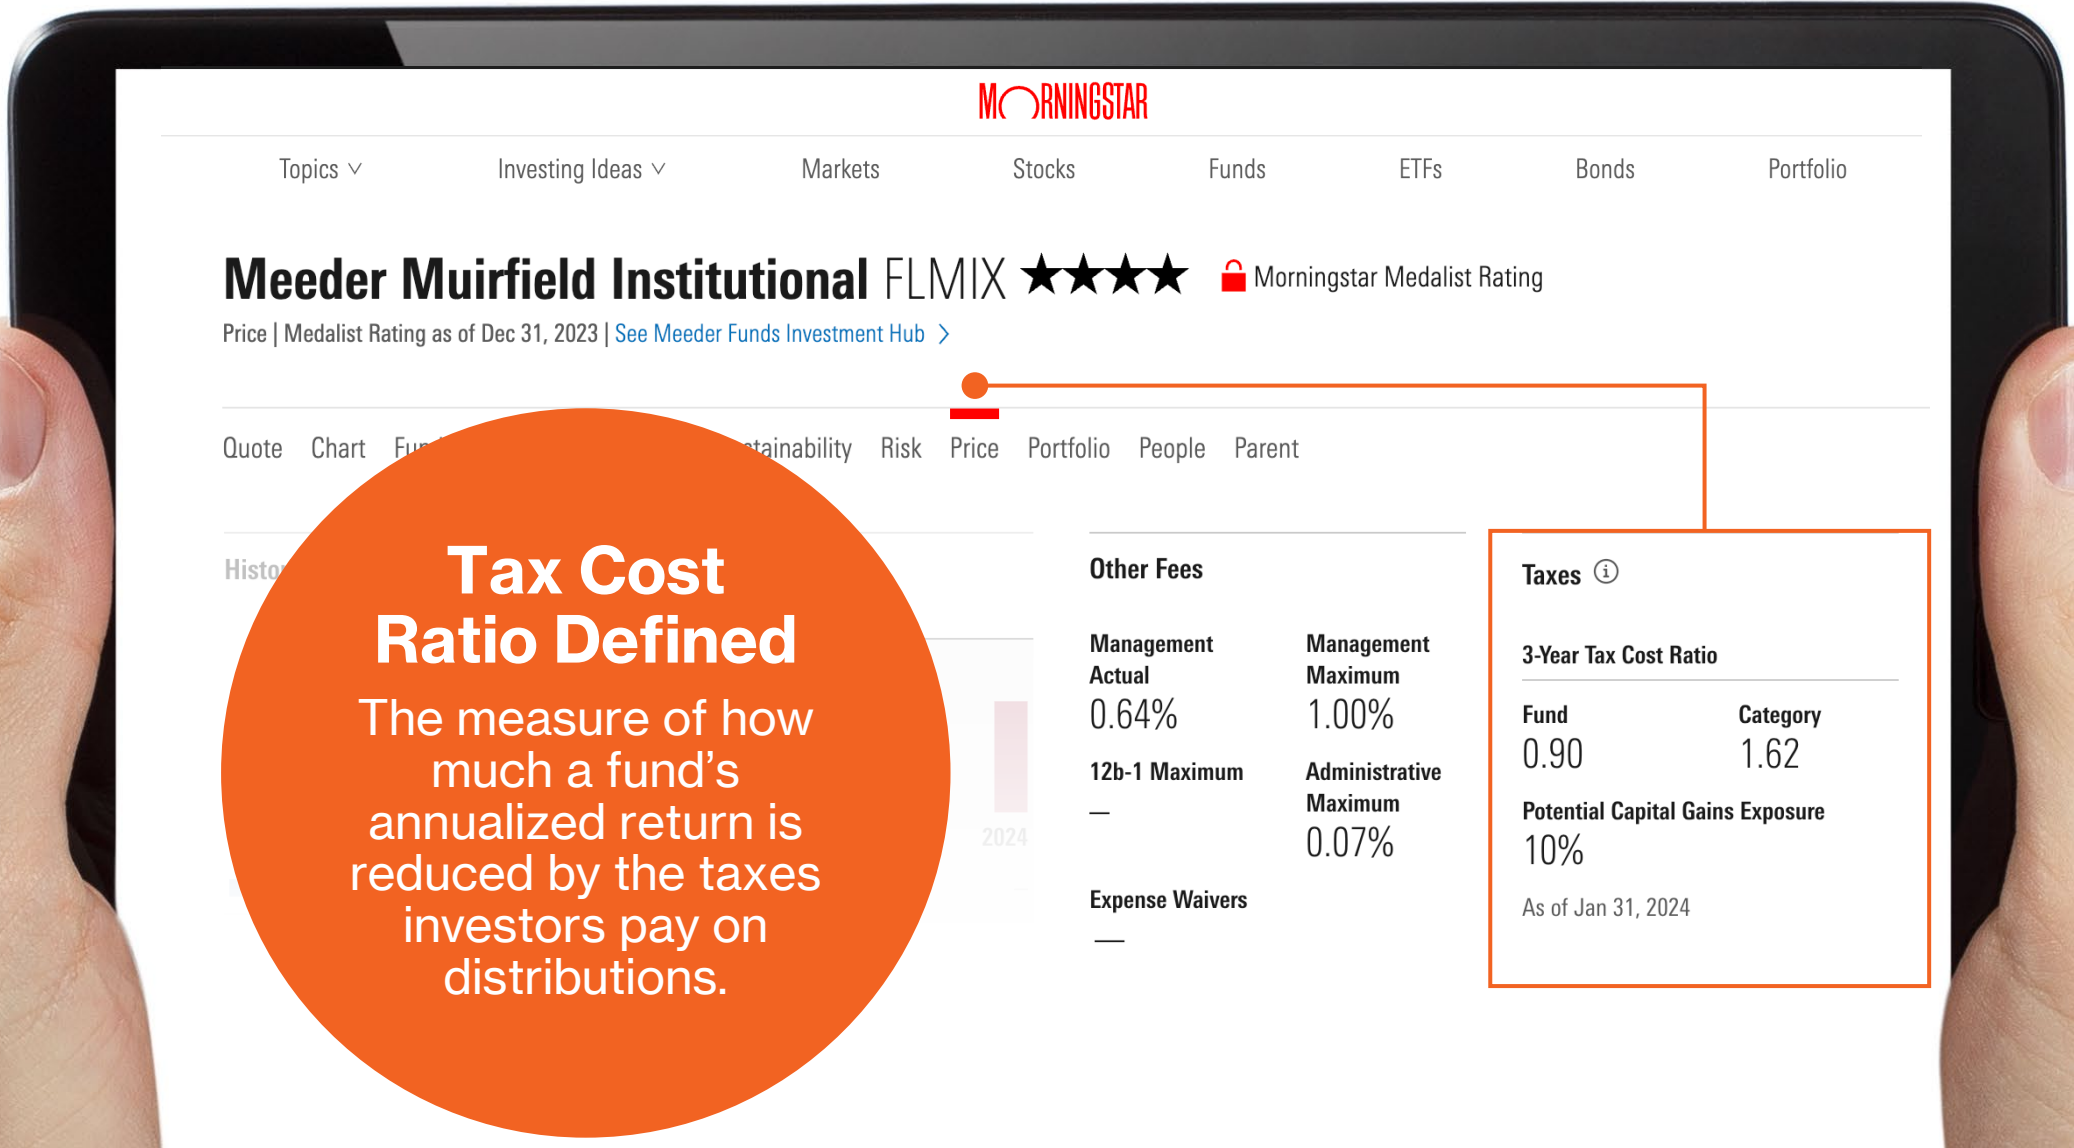 MORNINGSTAR
Topics Investing Ideas Markets Stocks Funds ETFs Bonds Portfolio
Meeder Muirfield Institutional FLMIX ★★★★ Morningstar Medalist Rating
Price | Medalist Rating as of Dec 31, 2023 | See Meeder Funds Investment Hub >
Quote Chart Risk Price Portfolio People Parent
Tax Cost
Ratio Defined
The measure of how
much a fund's
annualized return is
reduced by the taxes
investors pay on
distributions.
2024
Other Fees
Management
Actual
0.64%
Management
Maximum
1.00%
12b-1 Maximum
—
Administrative
Maximum
0.07%
Expense Waivers
—
Taxes
3-Year Tax Cost Ratio
Fund
0.90
Category
1.62
Potential Capital Gains Exposure
10%
As of Jan 31, 2024